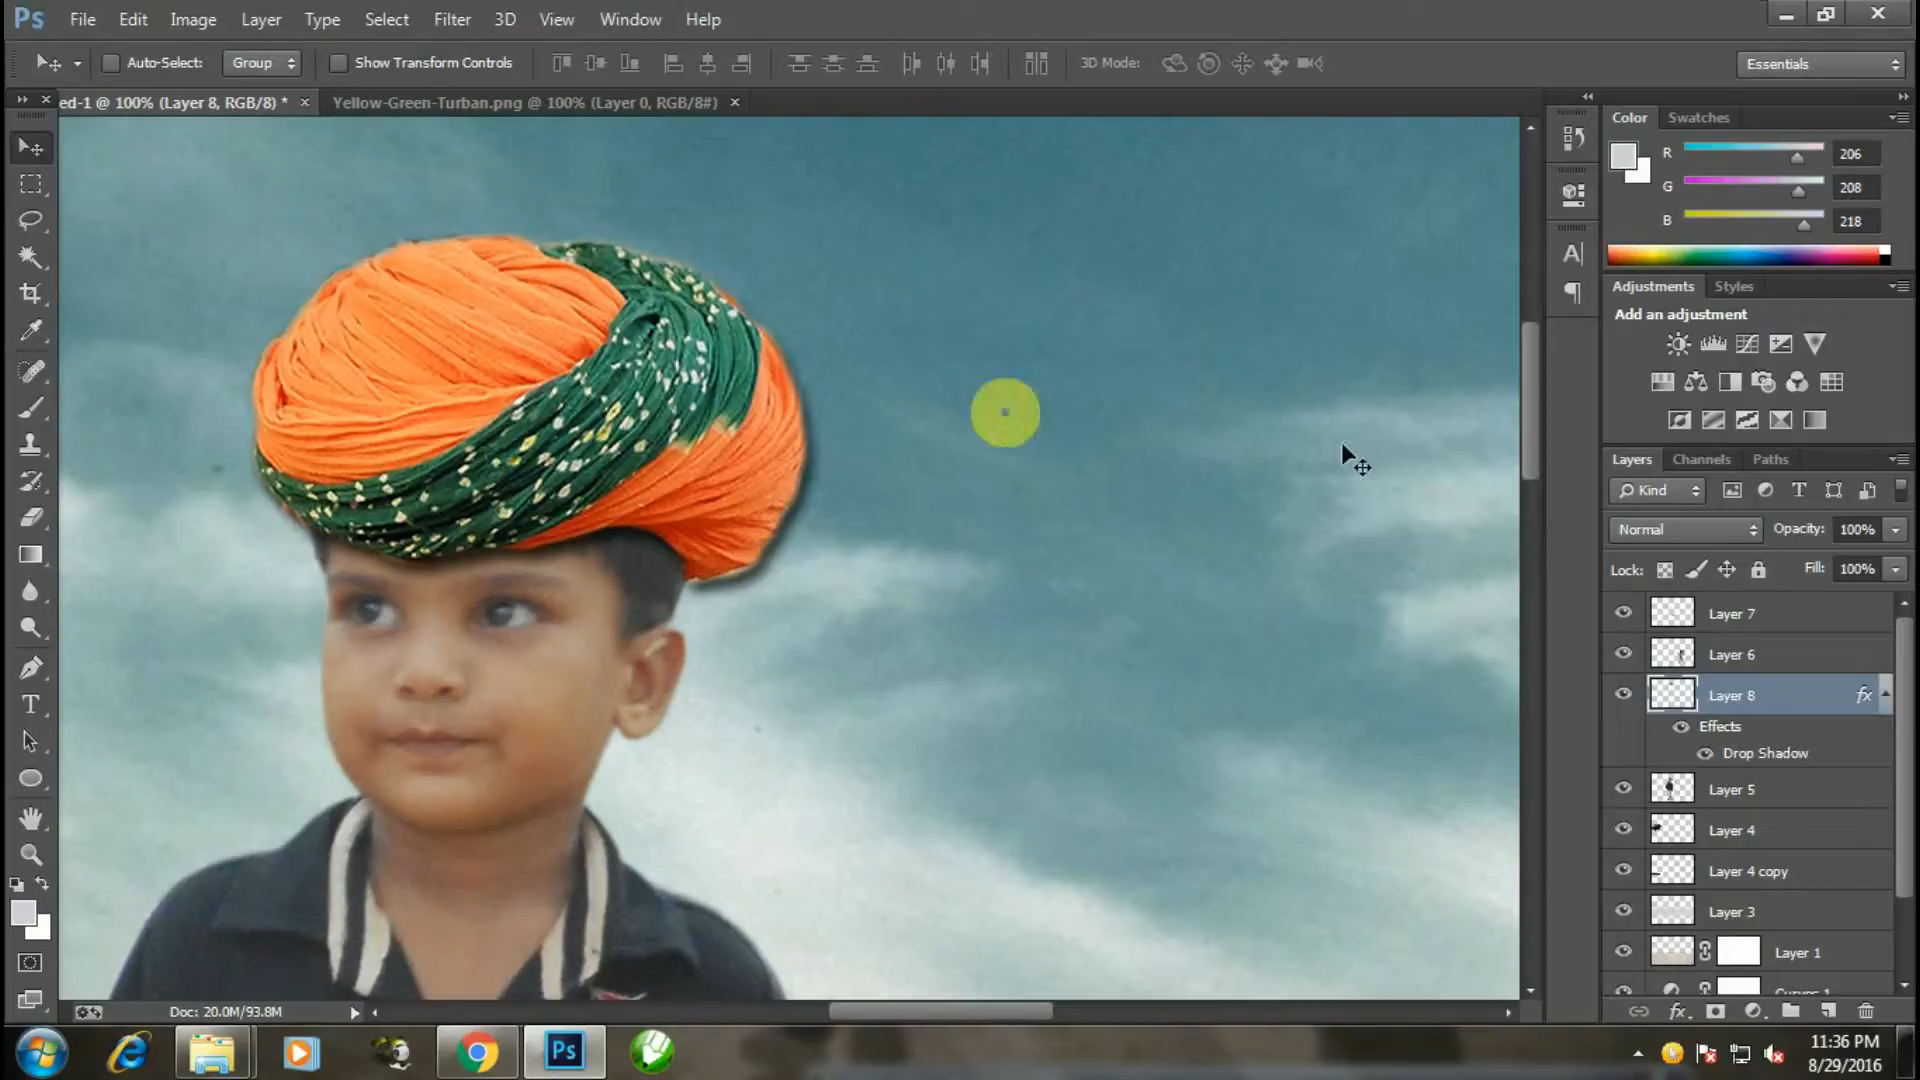 Ps File Edit Image Layer Type Select Filter 3D View Window Help
Auto-Select: Group Show Transform Controls 3D Mode: Essentials
ed-1 @ 100% (Layer 8, RGB/8) * × Yellow-Green-Turban.png @ 100% (Layer 0, RGB/8#) ×
Color Swatches
R 206
G 208
B 218
Adjustments Styles
Add an adjustment
Layers Channels Paths
Kind
Normal Opacity: 100%
Lock: Fill: 100%
Layer 7
Layer 6
Layer 8 fx
Effects
Drop Shadow
Layer 5
Layer 4
Layer 4 copy
Layer 3
Layer 1
Curves 1
Doc: 20.0M/93.8M
Ps
11:36 PM
8/29/2016